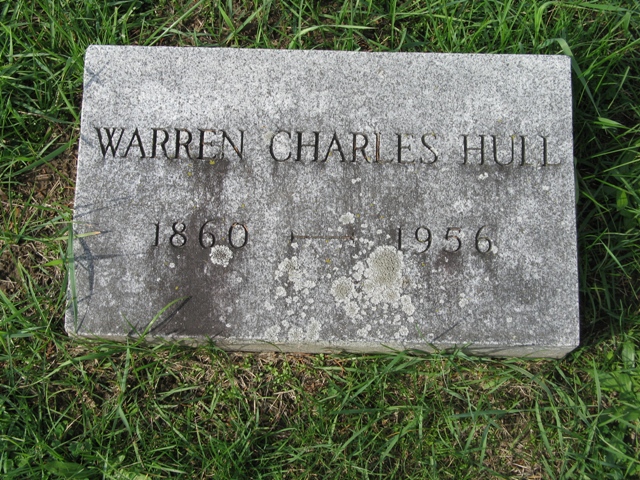 WARREN CHARLES HULL
1860 — 1956